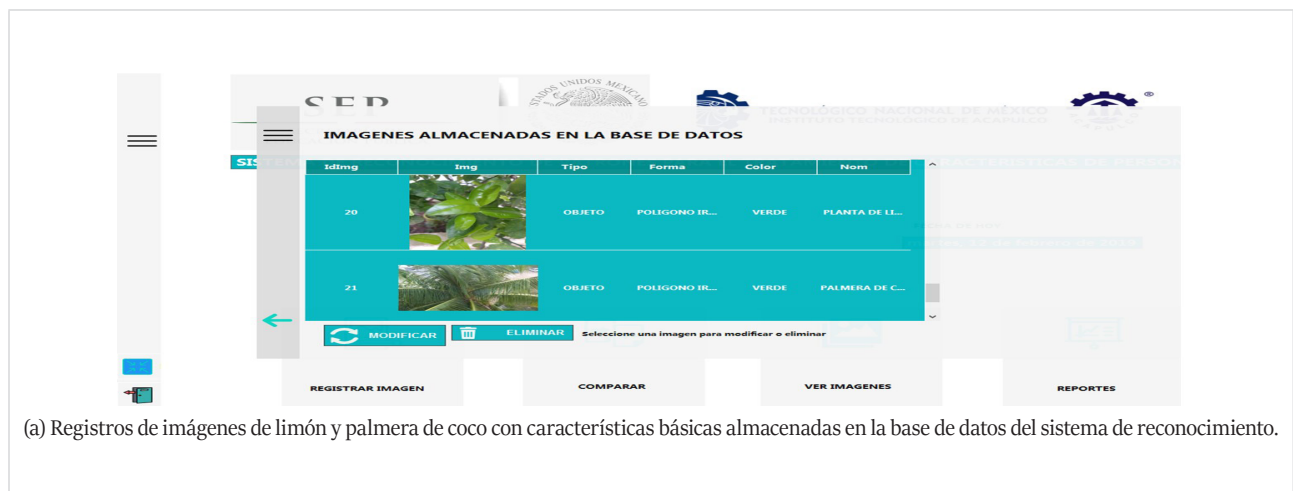 SEP
ESTADOS UNIDOS MEXICANOS
TECNOLÓGICO NACIONAL DE MÉXICO
INSTITUTO TECNOLÓGICO DE ACAPULCO
®
IMAGENES ALMACENADAS EN LA BASE DE DATOS
IdImg Img Tipo Forma Color Nom
20 OBJETO POLIGONO IR... VERDE PLANTA DE LI...
21 OBJETO POLIGONO IR... VERDE PALMERA DE C...
MODIFICAR ELIMINAR Seleccione una imagen para modificar o eliminar
REGISTRAR IMAGEN COMPARAR VER IMAGENES REPORTES
(a) Registros de imágenes de limón y palmera de coco con características básicas almacenadas en la base de datos del sistema de reconocimiento.